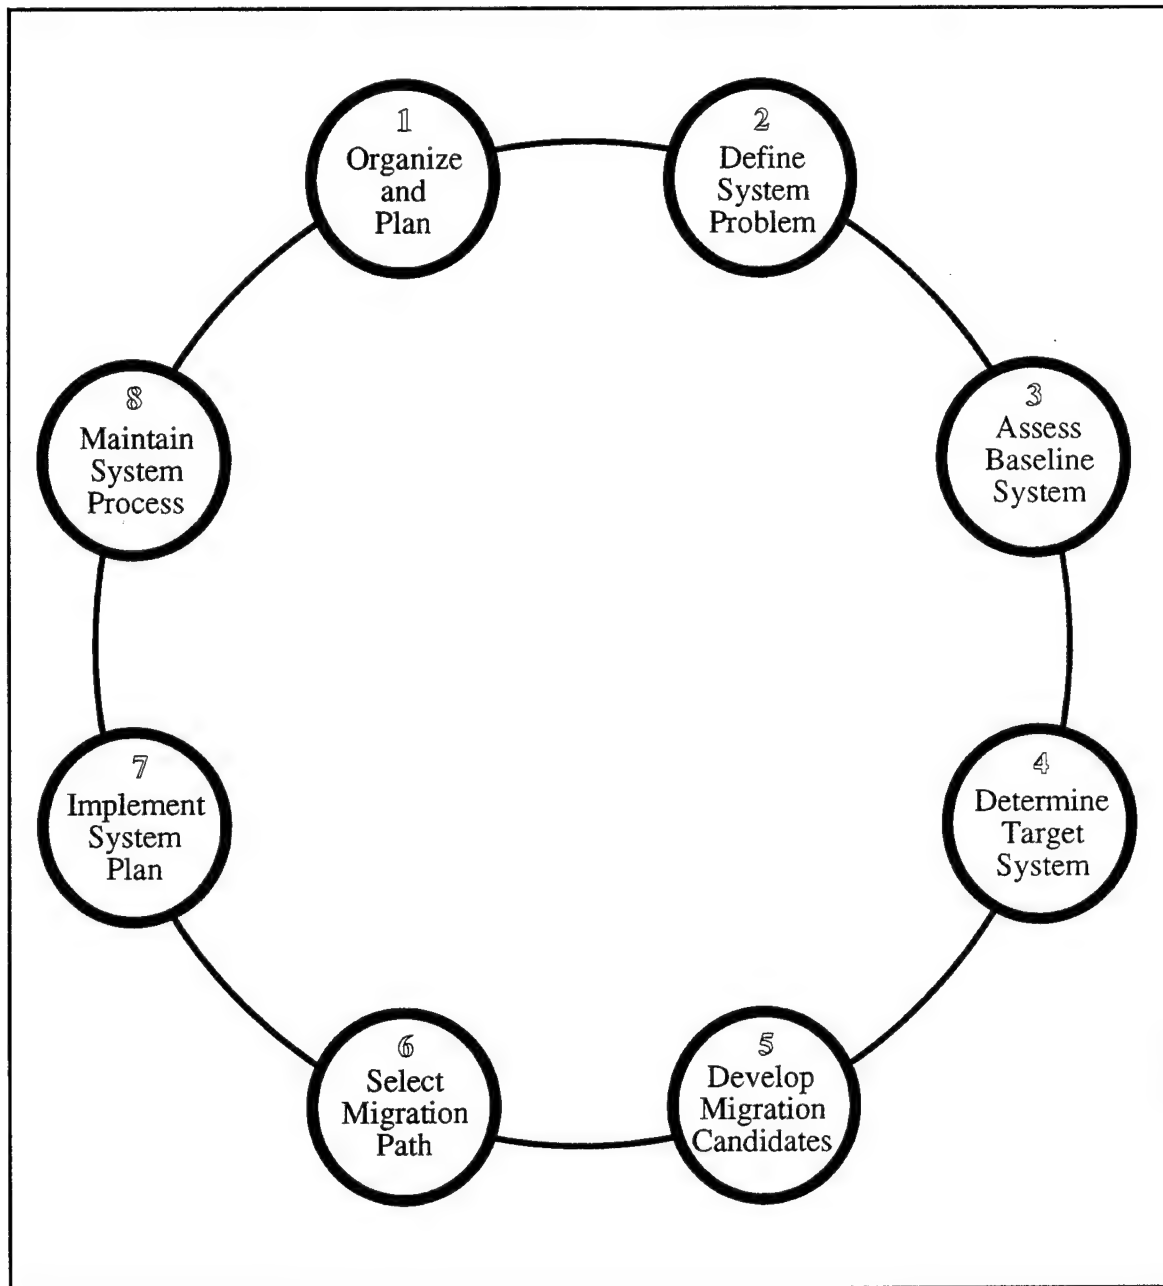 1
Organize
and
Plan
2
Define
System
Problem
3
Assess
Baseline
System
4
Determine
Target
System
5
Develop
Migration
Candidates
6
Select
Migration
Path
7
Implement
System
Plan
8
Maintain
System
Process